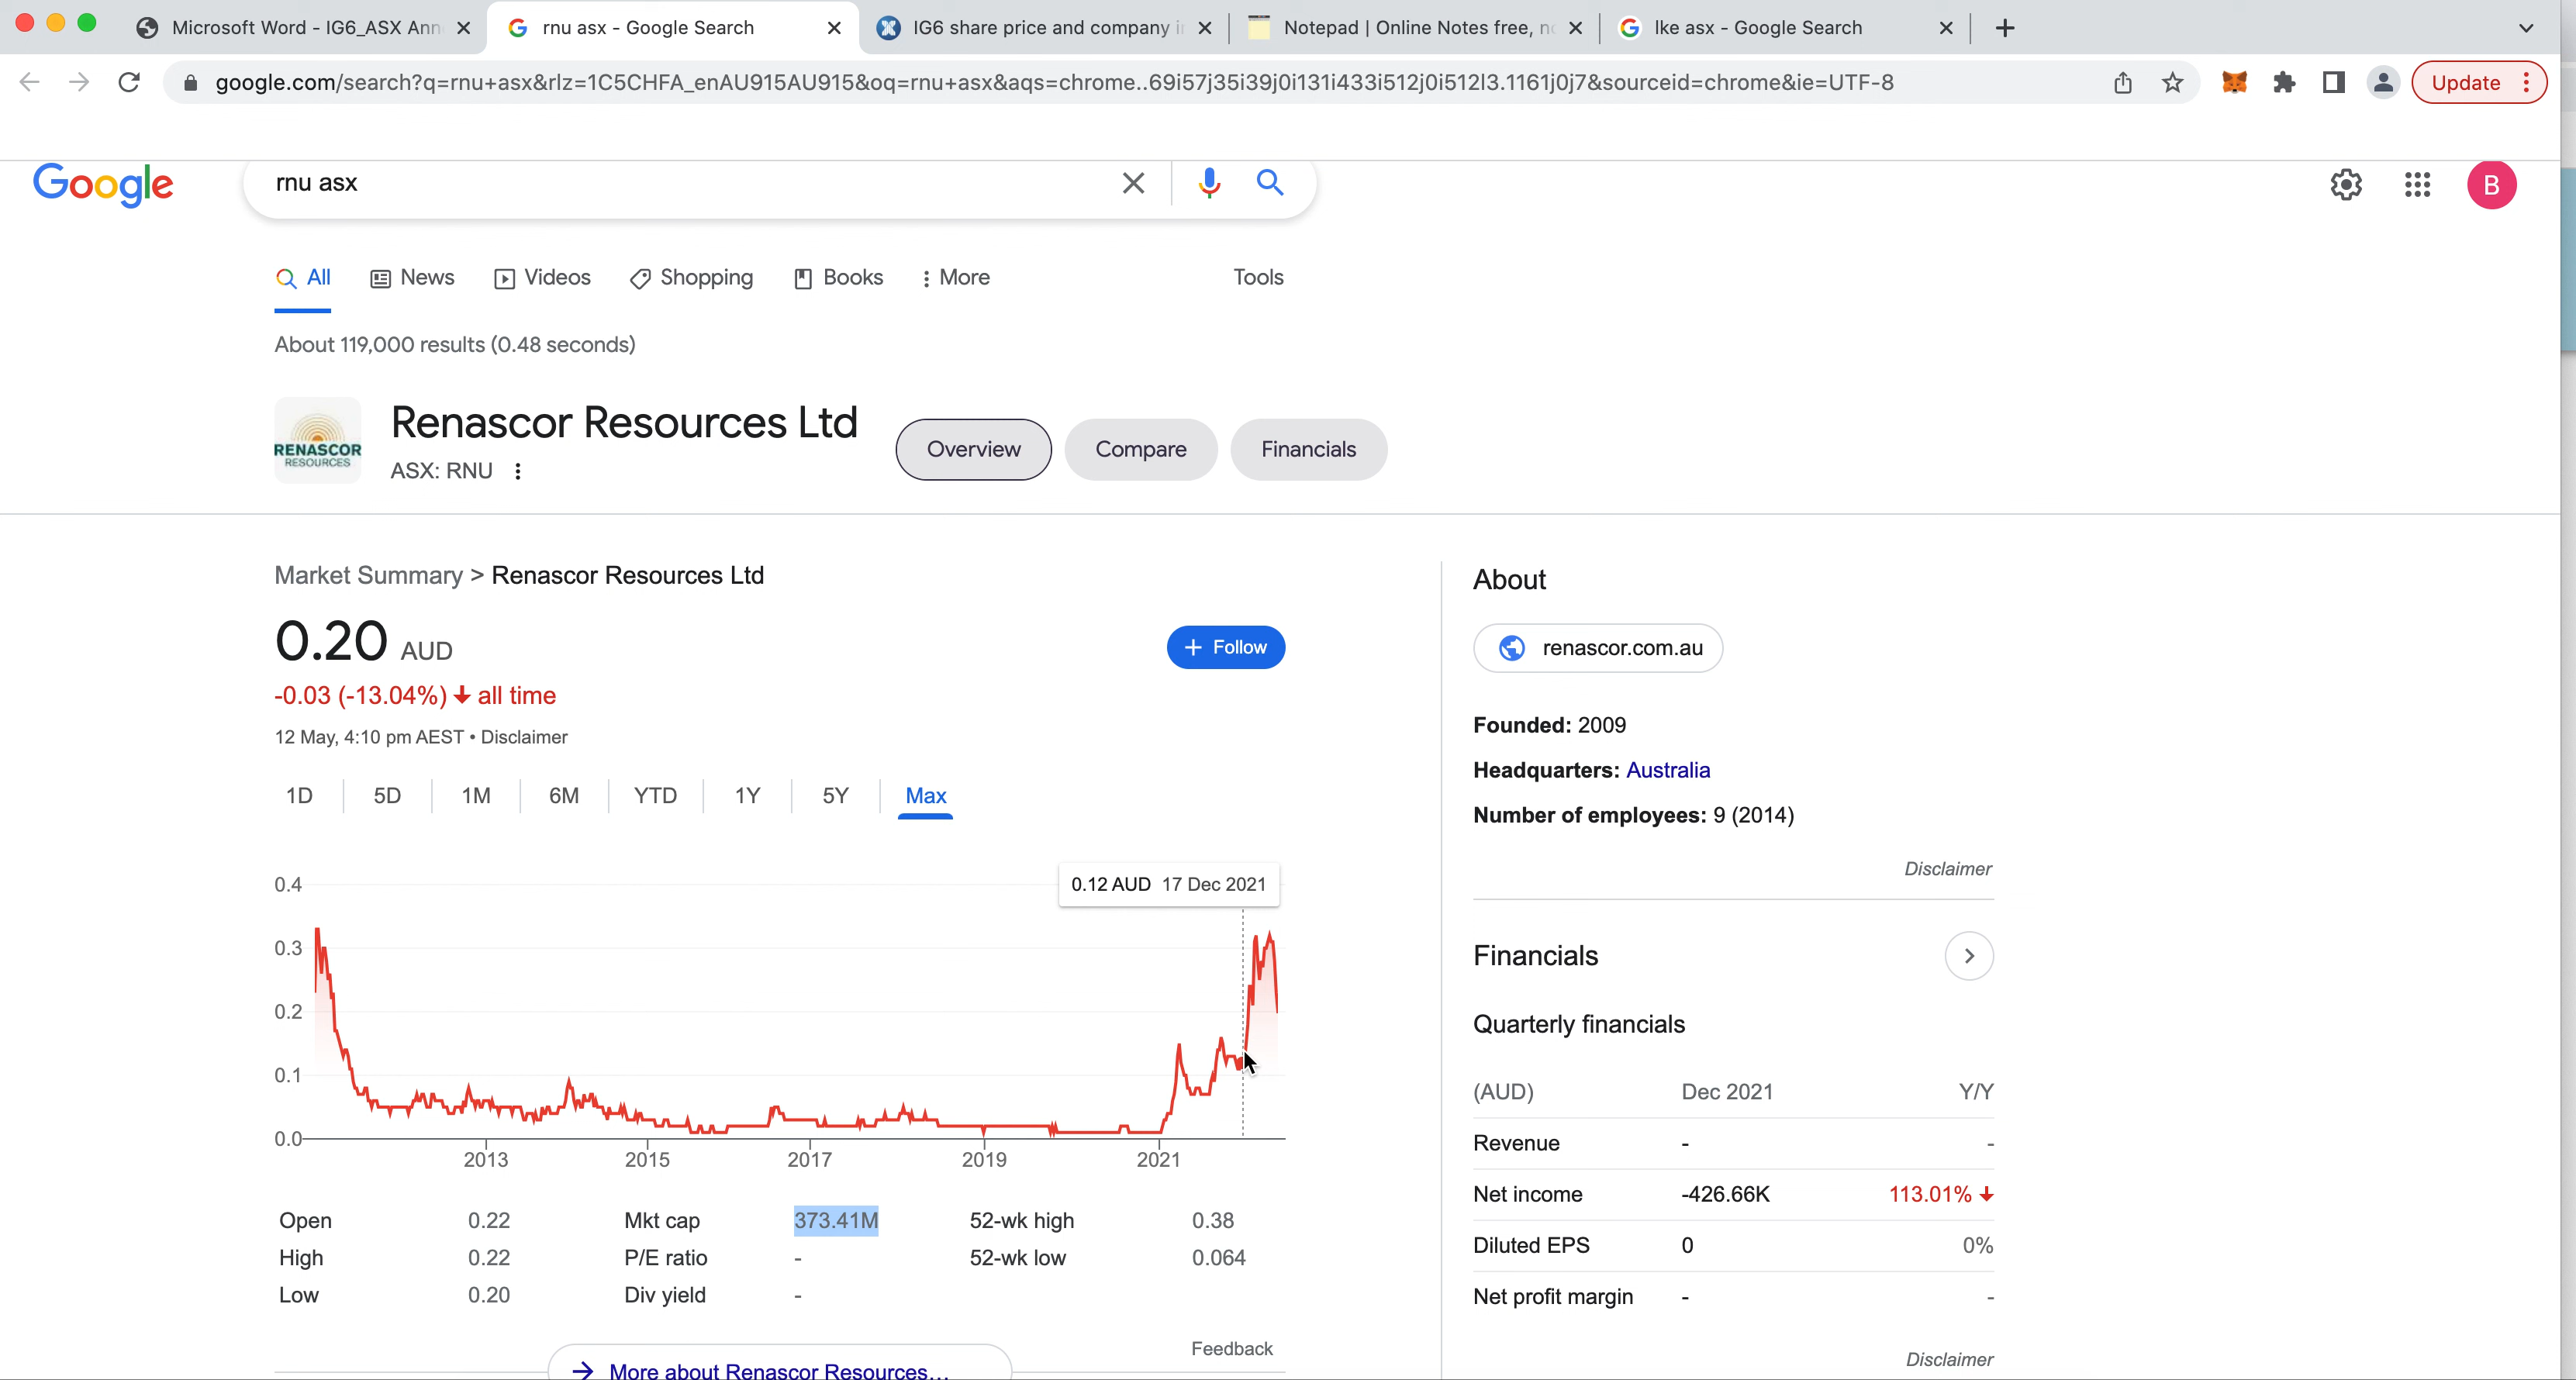 Microsoft Word - IG6_ASX Ann
rnu asx - Google Search
IG6 share price and company i
Notepad | Online Notes free, n
lke asx - Google Search
google.com/search?q=rnu+asx&rlz=1C5CHFA_enAU915AU915&oq=rnu+asx&aqs=chrome..69i57j35i39j0i131i433i512j0i512l3.1161j0j7&sourceid=chrome&ie=UTF-8
Update
Google
rnu asx
B
All
News
Videos
Shopping
Books
More
Tools
About 119,000 results (0.48 seconds)
RENASCOR
RESOURCES
Renascor Resources Ltd
ASX: RNU
Overview
Compare
Financials
Market Summary > Renascor Resources Ltd
0.20 AUD
+ Follow
-0.03 (-13.04%) ↓ all time
12 May, 4:10 pm AEST • Disclaimer
1D
5D
1M
6M
YTD
1Y
5Y
Max
0.12 AUD 17 Dec 2021
0.4
0.3
0.2
0.1
0.0
2013
2015
2017
2019
2021
Open 0.22 Mkt cap 373.41M 52-wk high 0.38
High 0.22 P/E ratio - 52-wk low 0.064
Low 0.20 Div yield -
Feedback
→ More about Renascor Resources...
About
renascor.com.au
Founded: 2009
Headquarters: Australia
Number of employees: 9 (2014)
Disclaimer
Financials
Quarterly financials
(AUD) Dec 2021 Y/Y
Revenue - -
Net income -426.66K 113.01% ↓
Diluted EPS 0 0%
Net profit margin - -
Disclaimer